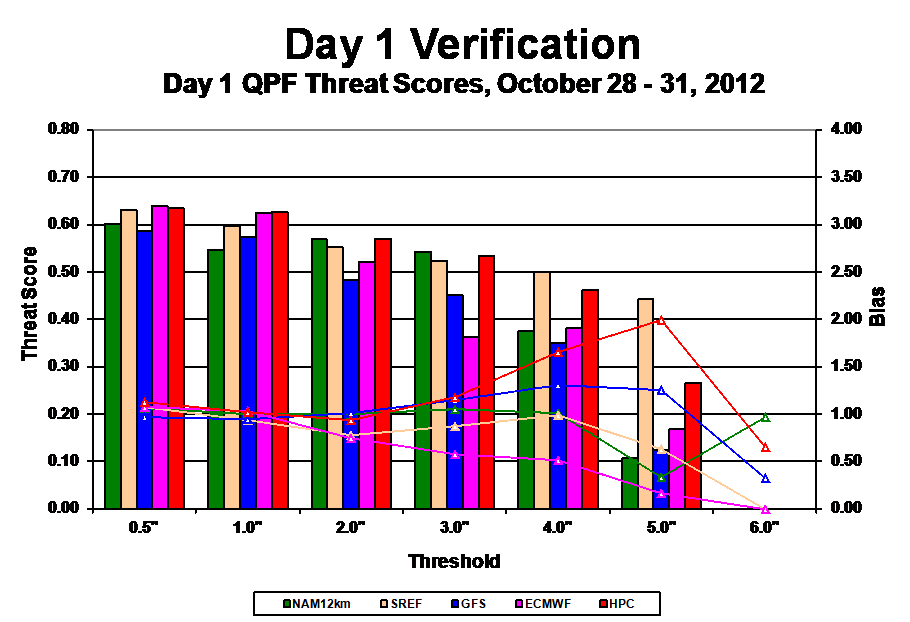 Day 1 Verification
Day 1 QPF Threat Scores, October 28 - 31, 2012
0.80 4.00
0.70 3.50
0.60 3.00
0.50 2.50
0.40 2.00
0.30 1.50
0.20 1.00
0.10 0.50
0.00 0.00
Threat Score
Bias
0.5" 1.0" 2.0" 3.0" 4.0" 5.0" 6.0"
Threshold
NAM12km SREF GFS ECMWF HPC